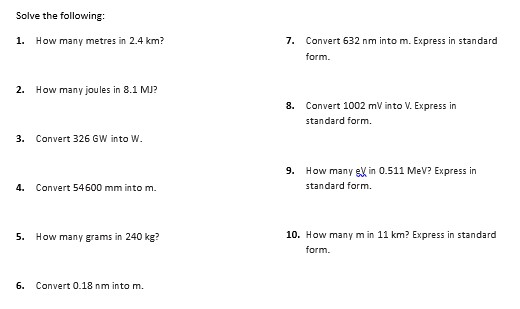 Solve the following:
1. How many metres in 2.4 km?
2. How many joules in 8.1 MJ?
3. Convert 326 GW into W.
4. Convert 54600 mm into m.
5. How many grams in 240 kg?
6. Convert 0.18 nm into m.
7. Convert 632 nm into m. Express in standard
form.
8. Convert 1002 mV into V. Express in
standard form.
9. How many eV in 0.511 MeV? Express in
standard form.
10. How many m in 11 km? Express in standard
form.